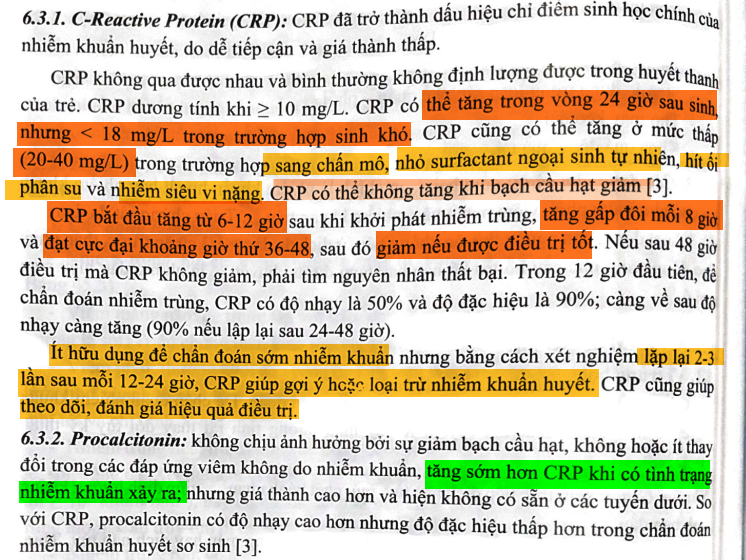 6.3.1. C-Reactive Protein (CRP): CRP đã trở thành dấu hiệu chỉ điểm sinh học chính của
nhiễm khuẩn huyết, do dễ tiếp cận và giá thành thấp.
CRP không qua được nhau và bình thường không định lượng được trong huyết thanh
của trẻ. CRP dương tính khi ≥ 10 mg/L. CRP có thể tăng trong vòng 24 giờ sau sinh,
nhưng < 18 mg/L trong trường hợp sinh khó. CRP cũng có thể tăng ở mức thấp
(20-40 mg/L) trong trường hợp sang chấn mô, nhỏ surfactant ngoại sinh tự nhiên, hít ối
phân su và nhiễm siêu vi nặng. CRP có thể không tăng khi bạch cầu hạt giảm [3].
CRP bắt đầu tăng từ 6-12 giờ sau khi khởi phát nhiễm trùng, tăng gấp đôi mỗi 8 giờ
và đạt cực đại khoảng giờ thứ 36-48, sau đó giảm nếu được điều trị tốt. Nếu sau 48 giờ
điều trị mà CRP không giảm, phải tìm nguyên nhân thất bại. Trong 12 giờ đầu tiên, để
chẩn đoán nhiễm trùng, CRP có độ nhạy là 50% và độ đặc hiệu là 90%; càng về sau độ
nhạy càng tăng (90% nếu lập lại sau 24-48 giờ).
Ít hữu dụng để chẩn đoán sớm nhiễm khuẩn nhưng bằng cách xét nghiệm lặp lại 2-3
lần sau mỗi 12-24 giờ, CRP giúp gợi ý hoặc loại trừ nhiễm khuẩn huyết. CRP cũng giúp
theo dõi, đánh giá hiệu quả điều trị.
6.3.2. Procalcitonin: không chịu ảnh hưởng bởi sự giảm bạch cầu hạt, không hoặc ít thay
đổi trong các đáp ứng viêm không do nhiễm khuẩn, tăng sớm hơn CRP khi có tình trạng
nhiễm khuẩn xảy ra; nhưng giá thành cao hơn và hiện không có sẵn ở các tuyến dưới. So
với CRP, procalcitonin có độ nhạy cao hơn nhưng độ đặc hiệu thấp hơn trong chẩn đoán
nhiễm khuẩn huyết sơ sinh [3].